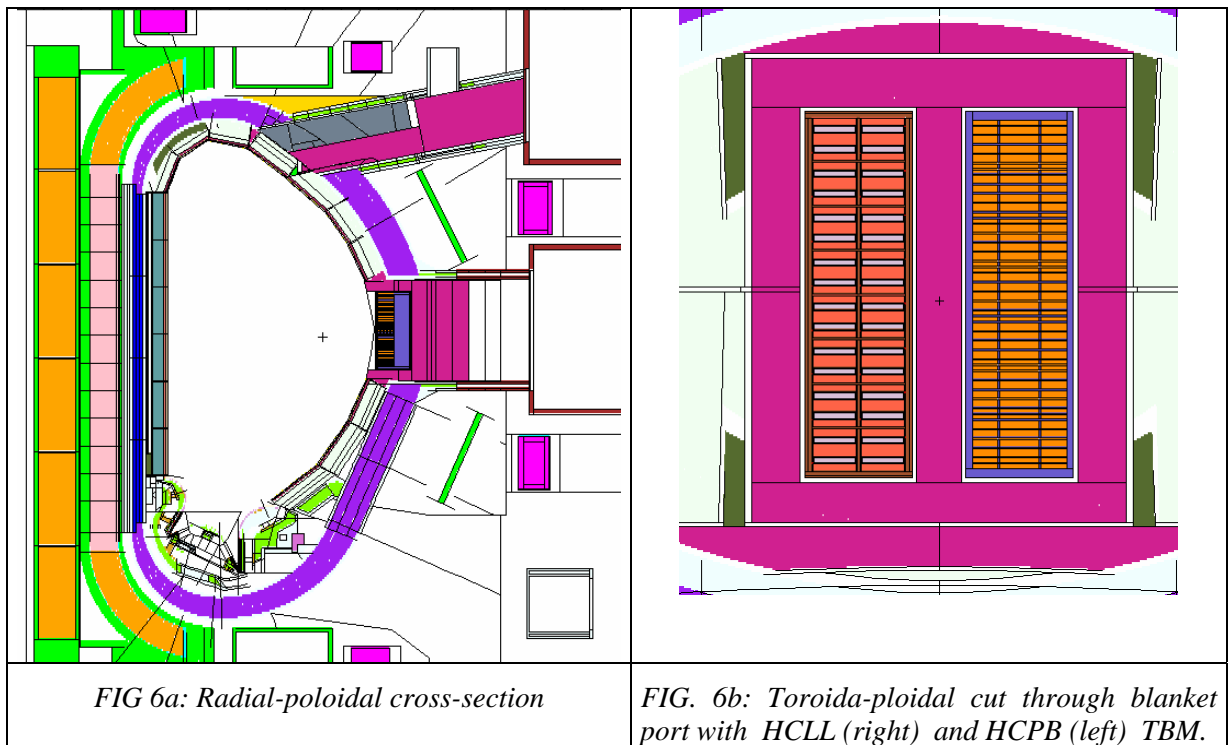 FIG 6a: Radial-poloidal cross-section
FIG. 6b: Toroida-ploidal cut through blanket
port with HCLL (right) and HCPB (left) TBM.